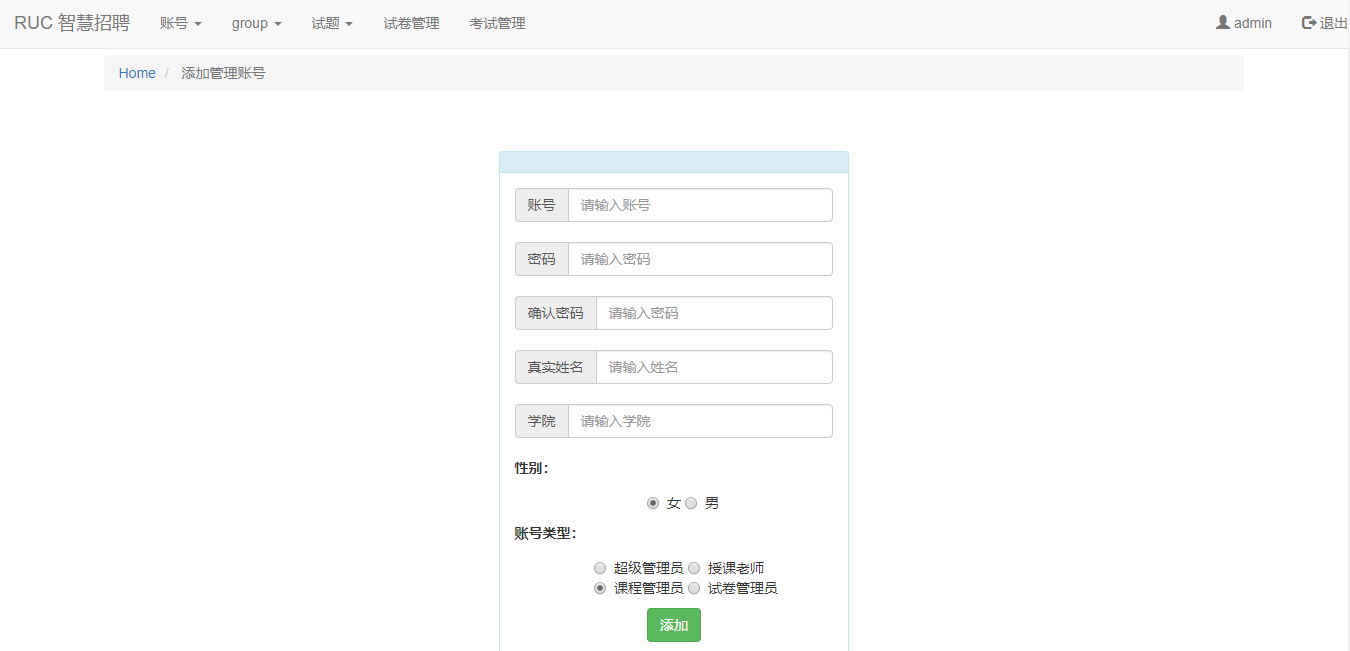 RUC 智慧招聘 账号 group 试题 试卷管理 考试管理 admin 退出
Home / 添加管理账号
账号 请输入账号
密码 请输入密码
确认密码 请输入密码
真实姓名 请输入姓名
学院 请输入学院
性别：
女 男
账号类型：
超级管理员 授课老师
课程管理员 试卷管理员
添加